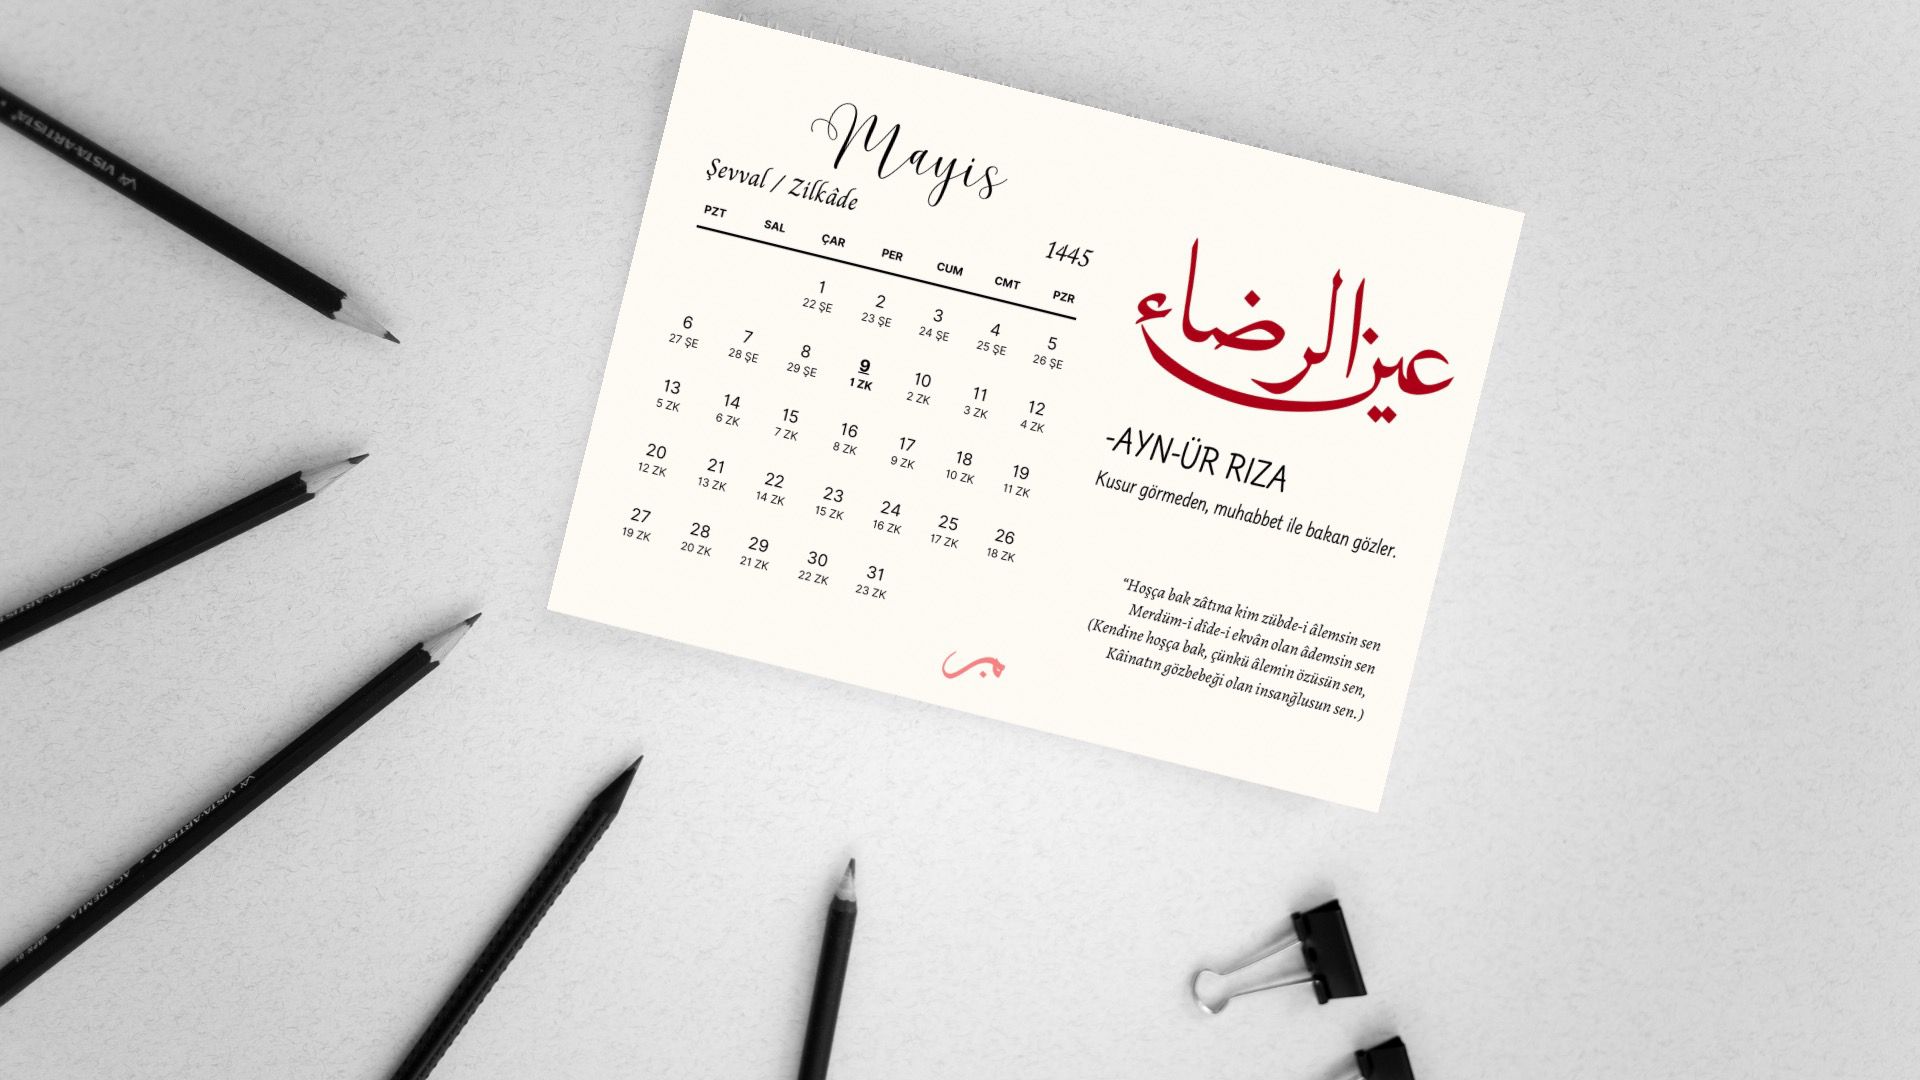 Mayis
Şevval / Zilkâde
1445
PZT SAL ÇAR PER CUM CMT PZR
1 2 3 4 5
22 ŞE 23 ŞE 24 ŞE 25 ŞE 26 ŞE
6 7 8 9 10 11 12
27 ŞE 28 ŞE 29 ŞE 1 ZK 2 ZK 3 ZK 4 ZK
13 14 15 16 17 18 19
5 ZK 6 ZK 7 ZK 8 ZK 9 ZK 10 ZK 11 ZK
20 21 22 23 24 25 26
12 ZK 13 ZK 14 ZK 15 ZK 16 ZK 17 ZK 18 ZK
27 28 29 30 31
19 ZK 20 ZK 21 ZK 22 ZK 23 ZK
عين الرضاء
-AYN-ÜR RIZA
Kusur görmeden, muhabbet ile bakan gözler.
“Hoşça bak zâtına kim zübde-i âlemsin sen
Merdüm-i dîde-i ekvân olan âdemsin sen
(Kendine hoşça bak, çünkü âlemin özüsün sen,
Kâinatın gözbebeği olan insanğlusun sen.)
VISTA-ARTISTA
VISTA-ARTISTA ACADEMIA